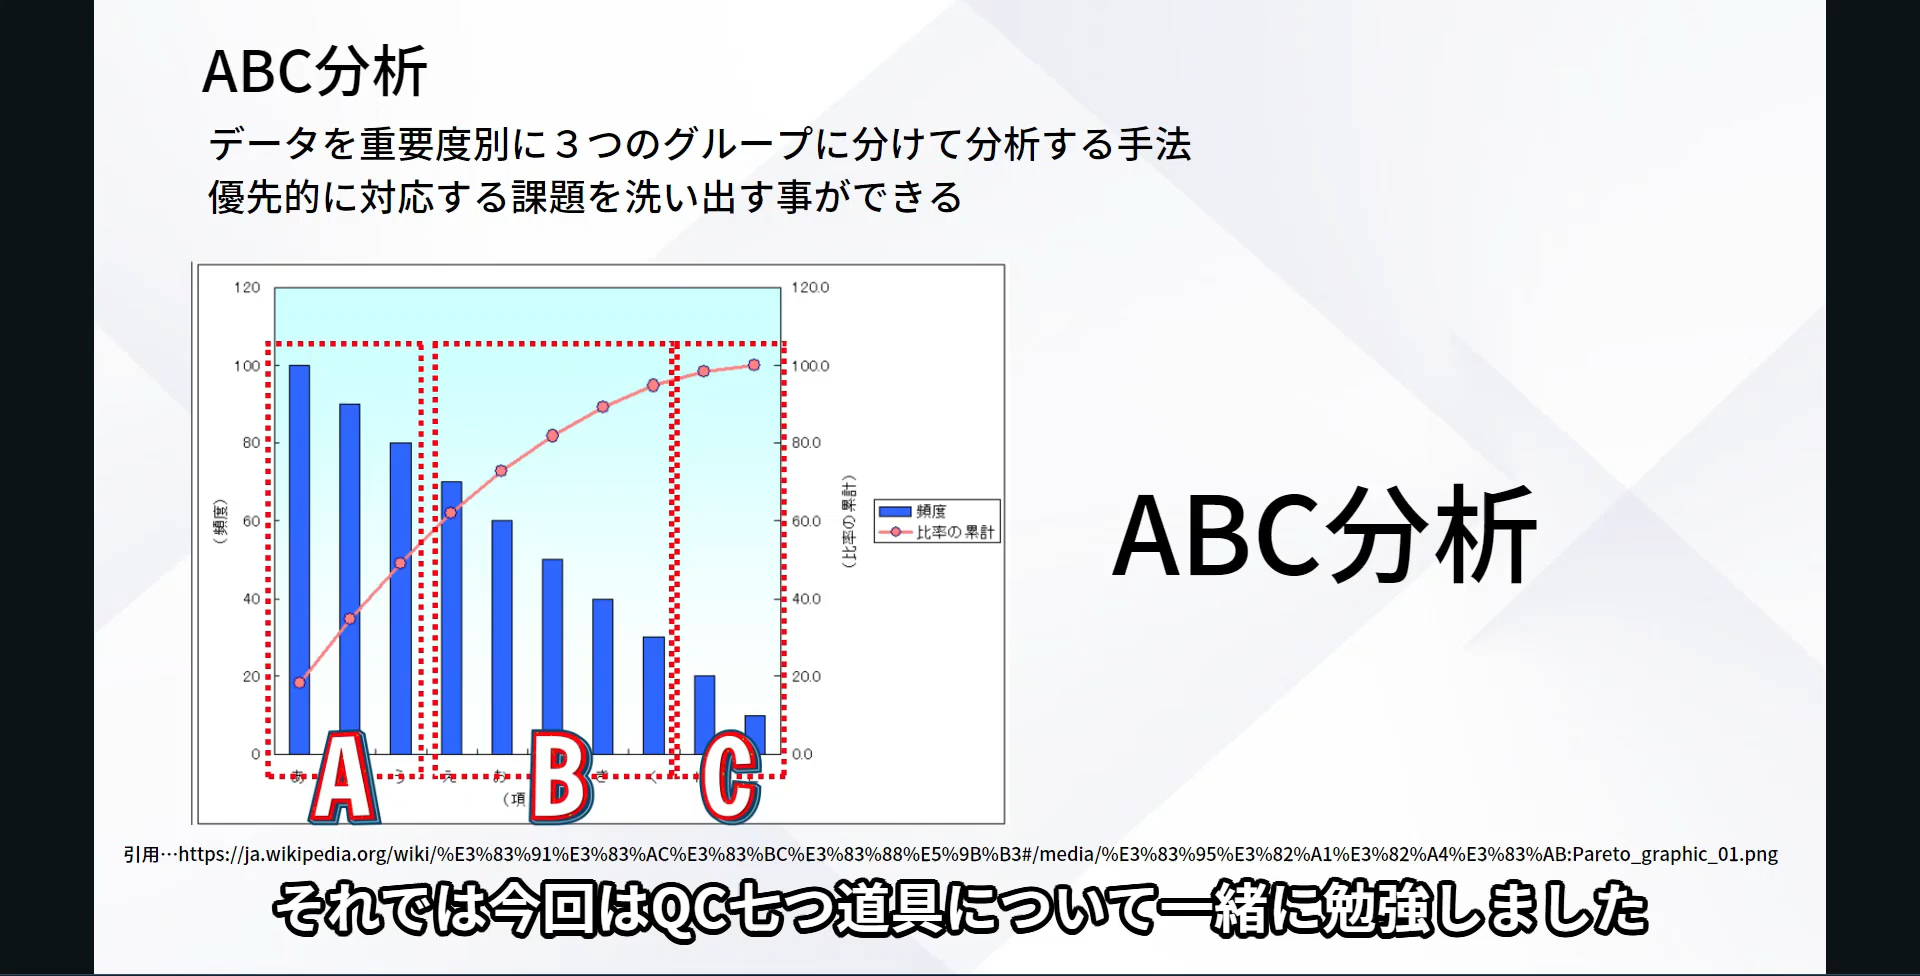 ABC分析
データを重要度別に３つのグループに分けて分析する手法
優先的に対応する課題を洗い出す事ができる
120
100
80
60
40
20
0
120.0
100.0
80.0
60.0
40.0
20.0
0.0
（頻度）
（比率の累計）
頻度
比率の累計
あ う え お き く
（項
A B C
ABC分析
引用…https://ja.wikipedia.org/wiki/%E3%83%91%E3%83%AC%E3%83%BC%E3%83%88%E5%9B%B3#/media/%E3%83%95%E3%82%A1%E3%82%A4%E3%83%AB:Pareto_graphic_01.png
それでは今回はQC七つ道具について一緒に勉強しました